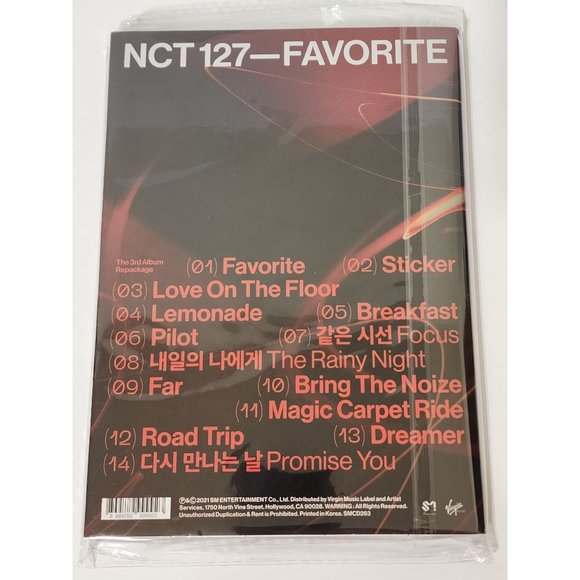 NCT 127—FAVORITE
The 3rd Album
Repackage
(01) Favorite (02) Sticker
(03) Love On The Floor
(04) Lemonade (05) Breakfast
(06) Pilot (07) 같은 시선 Focus
(08) 내일의 나에게 The Rainy Night
(09) Far (10) Bring The Noize
(11) Magic Carpet Ride
(12) Road Trip (13) Dreamer
(14) 다시 만나는 날 Promise You
℗&©2021 SM ENTERTAINMENT Co., Ltd. Distributed by Virgin Music Label and Artist
Services, 1750 North Vine Street, Hollywood, CA 90028. WARNING : All Rights Reserved.
Unauthorized Duplication & Rent is Prohibited. Printed in Korea. SMCD263
SM
Virgin